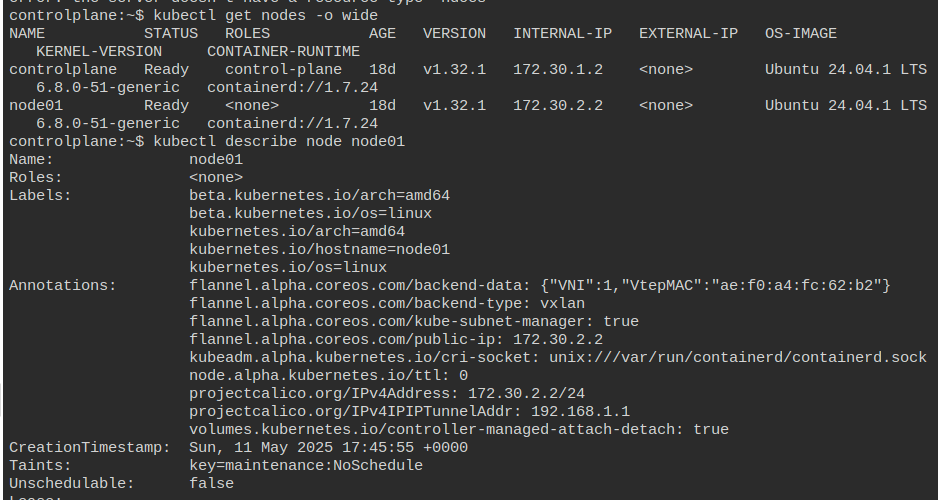 controlplane:~$ kubectl get nodes -o wide
NAME           STATUS   ROLES           AGE   VERSION   INTERNAL-IP   EXTERNAL-IP   OS-IMAGE
   KERNEL-VERSION     CONTAINER-RUNTIME
controlplane   Ready    control-plane   18d   v1.32.1   172.30.1.2    <none>        Ubuntu 24.04.1 LTS
   6.8.0-51-generic   containerd://1.7.24
node01         Ready    <none>          18d   v1.32.1   172.30.2.2    <none>        Ubuntu 24.04.1 LTS
   6.8.0-51-generic   containerd://1.7.24
controlplane:~$ kubectl describe node node01
Name:               node01
Roles:              <none>
Labels:             beta.kubernetes.io/arch=amd64
                    beta.kubernetes.io/os=linux
                    kubernetes.io/arch=amd64
                    kubernetes.io/hostname=node01
                    kubernetes.io/os=linux
Annotations:        flannel.alpha.coreos.com/backend-data: {"VNI":1,"VtepMAC":"ae:f0:a4:fc:62:b2"}
                    flannel.alpha.coreos.com/backend-type: vxlan
                    flannel.alpha.coreos.com/kube-subnet-manager: true
                    flannel.alpha.coreos.com/public-ip: 172.30.2.2
                    kubeadm.alpha.kubernetes.io/cri-socket: unix:///var/run/containerd/containerd.sock
                    node.alpha.kubernetes.io/ttl: 0
                    projectcalico.org/IPv4Address: 172.30.2.2/24
                    projectcalico.org/IPv4IPIPTunnelAddr: 192.168.1.1
                    volumes.kubernetes.io/controller-managed-attach-detach: true
CreationTimestamp:  Sun, 11 May 2025 17:45:55 +0000
Taints:             key=maintenance:NoSchedule
Unschedulable:      false